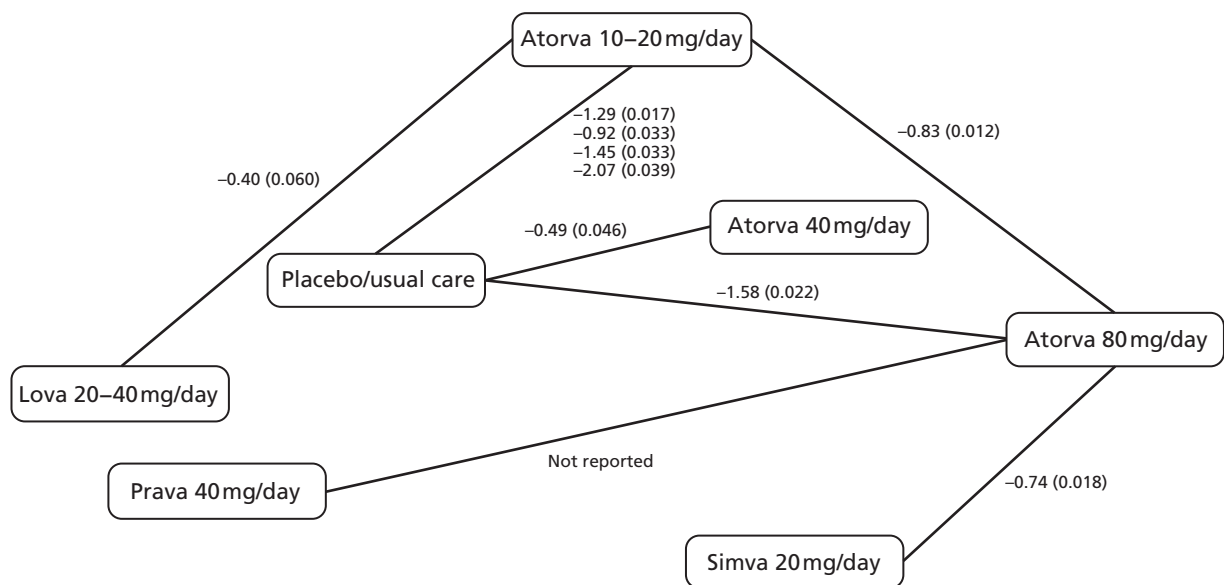 Atorva 10–20 mg/day
–1.29 (0.017)
–0.92 (0.033)
–1.45 (0.033)
–2.07 (0.039)
–0.83 (0.012)
–0.40 (0.060)
Atorva 40 mg/day
–0.49 (0.046)
Placebo/usual care
–1.58 (0.022)
Atorva 80 mg/day
Lova 20–40 mg/day
Not reported
Prava 40 mg/day
–0.74 (0.018)
Simva 20 mg/day